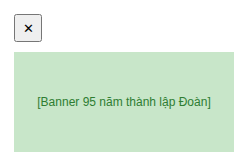 ×
[Banner 95 năm thành lập Đoàn]